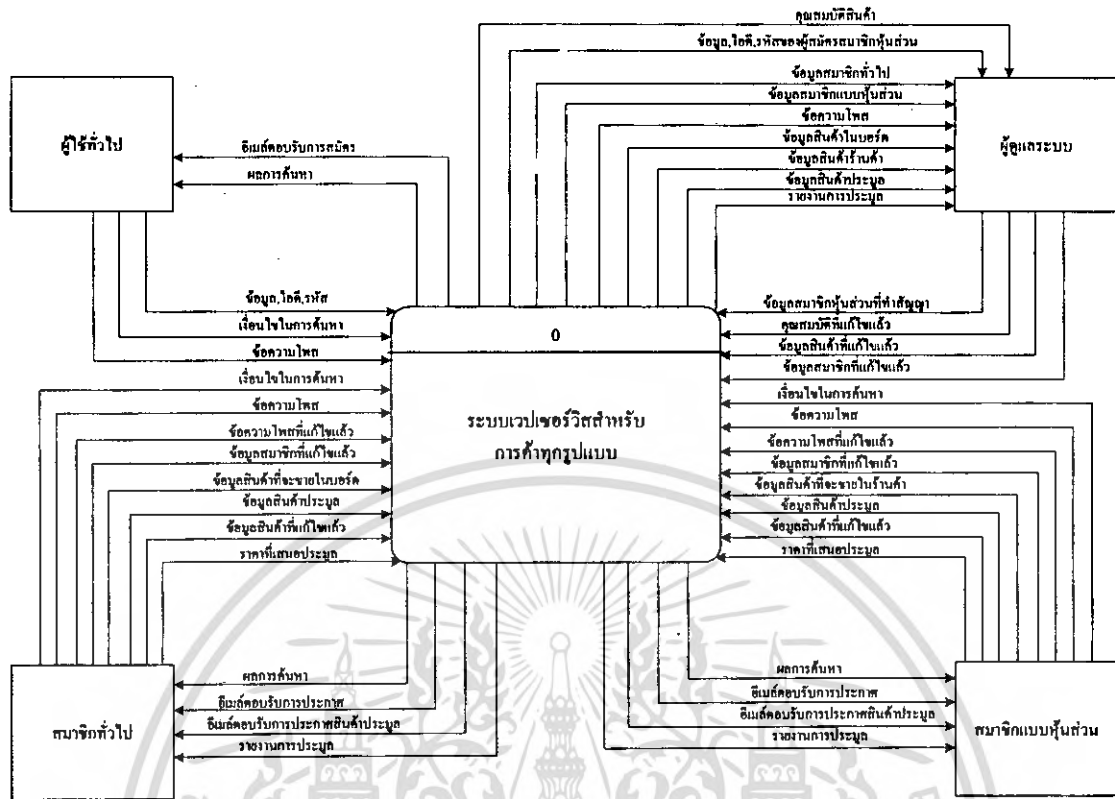 คุณสมบัติสินค้า
ข้อมูล,ไอดี,รหัสของผู้สมัครสมาชิกหุ้นส่วน
ข้อมูลสมาชิกทั่วไป
ข้อมูลสมาชิกแบบหุ้นส่วน
ข้อความโพส
ข้อมูลสินค้าในบอร์ด
ข้อมูลสินค้าร้านค้า
ข้อมูลสินค้าประมูล
รายงานการประมูล
ผู้ใช้ทั่วไป
อีเมล์ตอบรับการสมัคร
ผลการค้นหา
ผู้ดูแลระบบ
ข้อมูล,ไอดี,รหัส
เงื่อนไขในการค้นหา
ข้อความโพส
เงื่อนไขในการค้นหา
ข้อความโพส
ข้อความโพสที่แก้ไขแล้ว
ข้อมูลสมาชิกที่แก้ไขแล้ว
ข้อมูลสินค้าที่จะขายในบอร์ด
ข้อมูลสินค้าประมูล
ข้อมูลสินค้าที่แก้ไขแล้ว
ราคาที่เสนอประมูล
0
ระบบเวปเซอร์วิสสำหรับ
การค้าทุกรูปแบบ
ข้อมูลสมาชิกหุ้นส่วนที่ทำสัญญา
คุณสมบัติที่แก้ไขแล้ว
ข้อมูลสินค้าที่แก้ไขแล้ว
ข้อมูลสมาชิกที่แก้ไขแล้ว
เงื่อนไขในการค้นหา
ข้อความโพส
ข้อความโพสที่แก้ไขแล้ว
ข้อมูลสมาชิกที่แก้ไขแล้ว
ข้อมูลสินค้าที่จะขายในร้านค้า
ข้อมูลสินค้าประมูล
ข้อมูลสินค้าที่แก้ไขแล้ว
ราคาที่เสนอประมูล
สมาชิกทั่วไป
ผลการค้นหา
อีเมล์ตอบรับการประกาศ
อีเมล์ตอบรับการประกาศสินค้าประมูล
รายงานการประมูล
ผลการค้นหา
อีเมล์ตอบรับการประกาศ
อีเมล์ตอบรับการประกาศสินค้าประมูล
รายงานการประมูล
สมาชิกแบบหุ้นส่วน